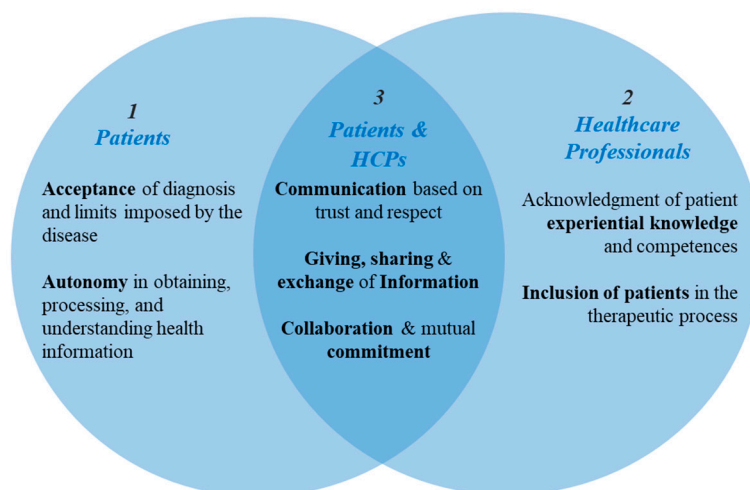 1
Patients
Acceptance of diagnosis
and limits imposed by the
disease
Autonomy in obtaining,
processing, and
understanding health
information
3
Patients &
HCPs
Communication based on
trust and respect
Giving, sharing &
exchange of Information
Collaboration & mutual
commitment
2
Healthcare
Professionals
Acknowledgment of patient
experiential knowledge
and competences
Inclusion of patients in the
therapeutic process